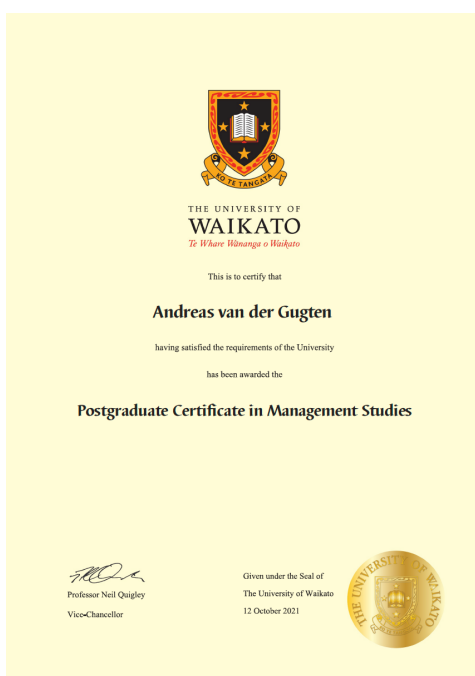 KO TE TANGATA
THE UNIVERSITY OF
WAIKATO
Te Whare Wānanga o Waikato
This is to certify that
Andreas van der Gugten
having satisfied the requirements of the University
has been awarded the
Postgraduate Certificate in Management Studies
Professor Neil Quigley
Vice-Chancellor
Given under the Seal of
The University of Waikato
12 October 2021
THE UNIVERSITY OF WAIKATO